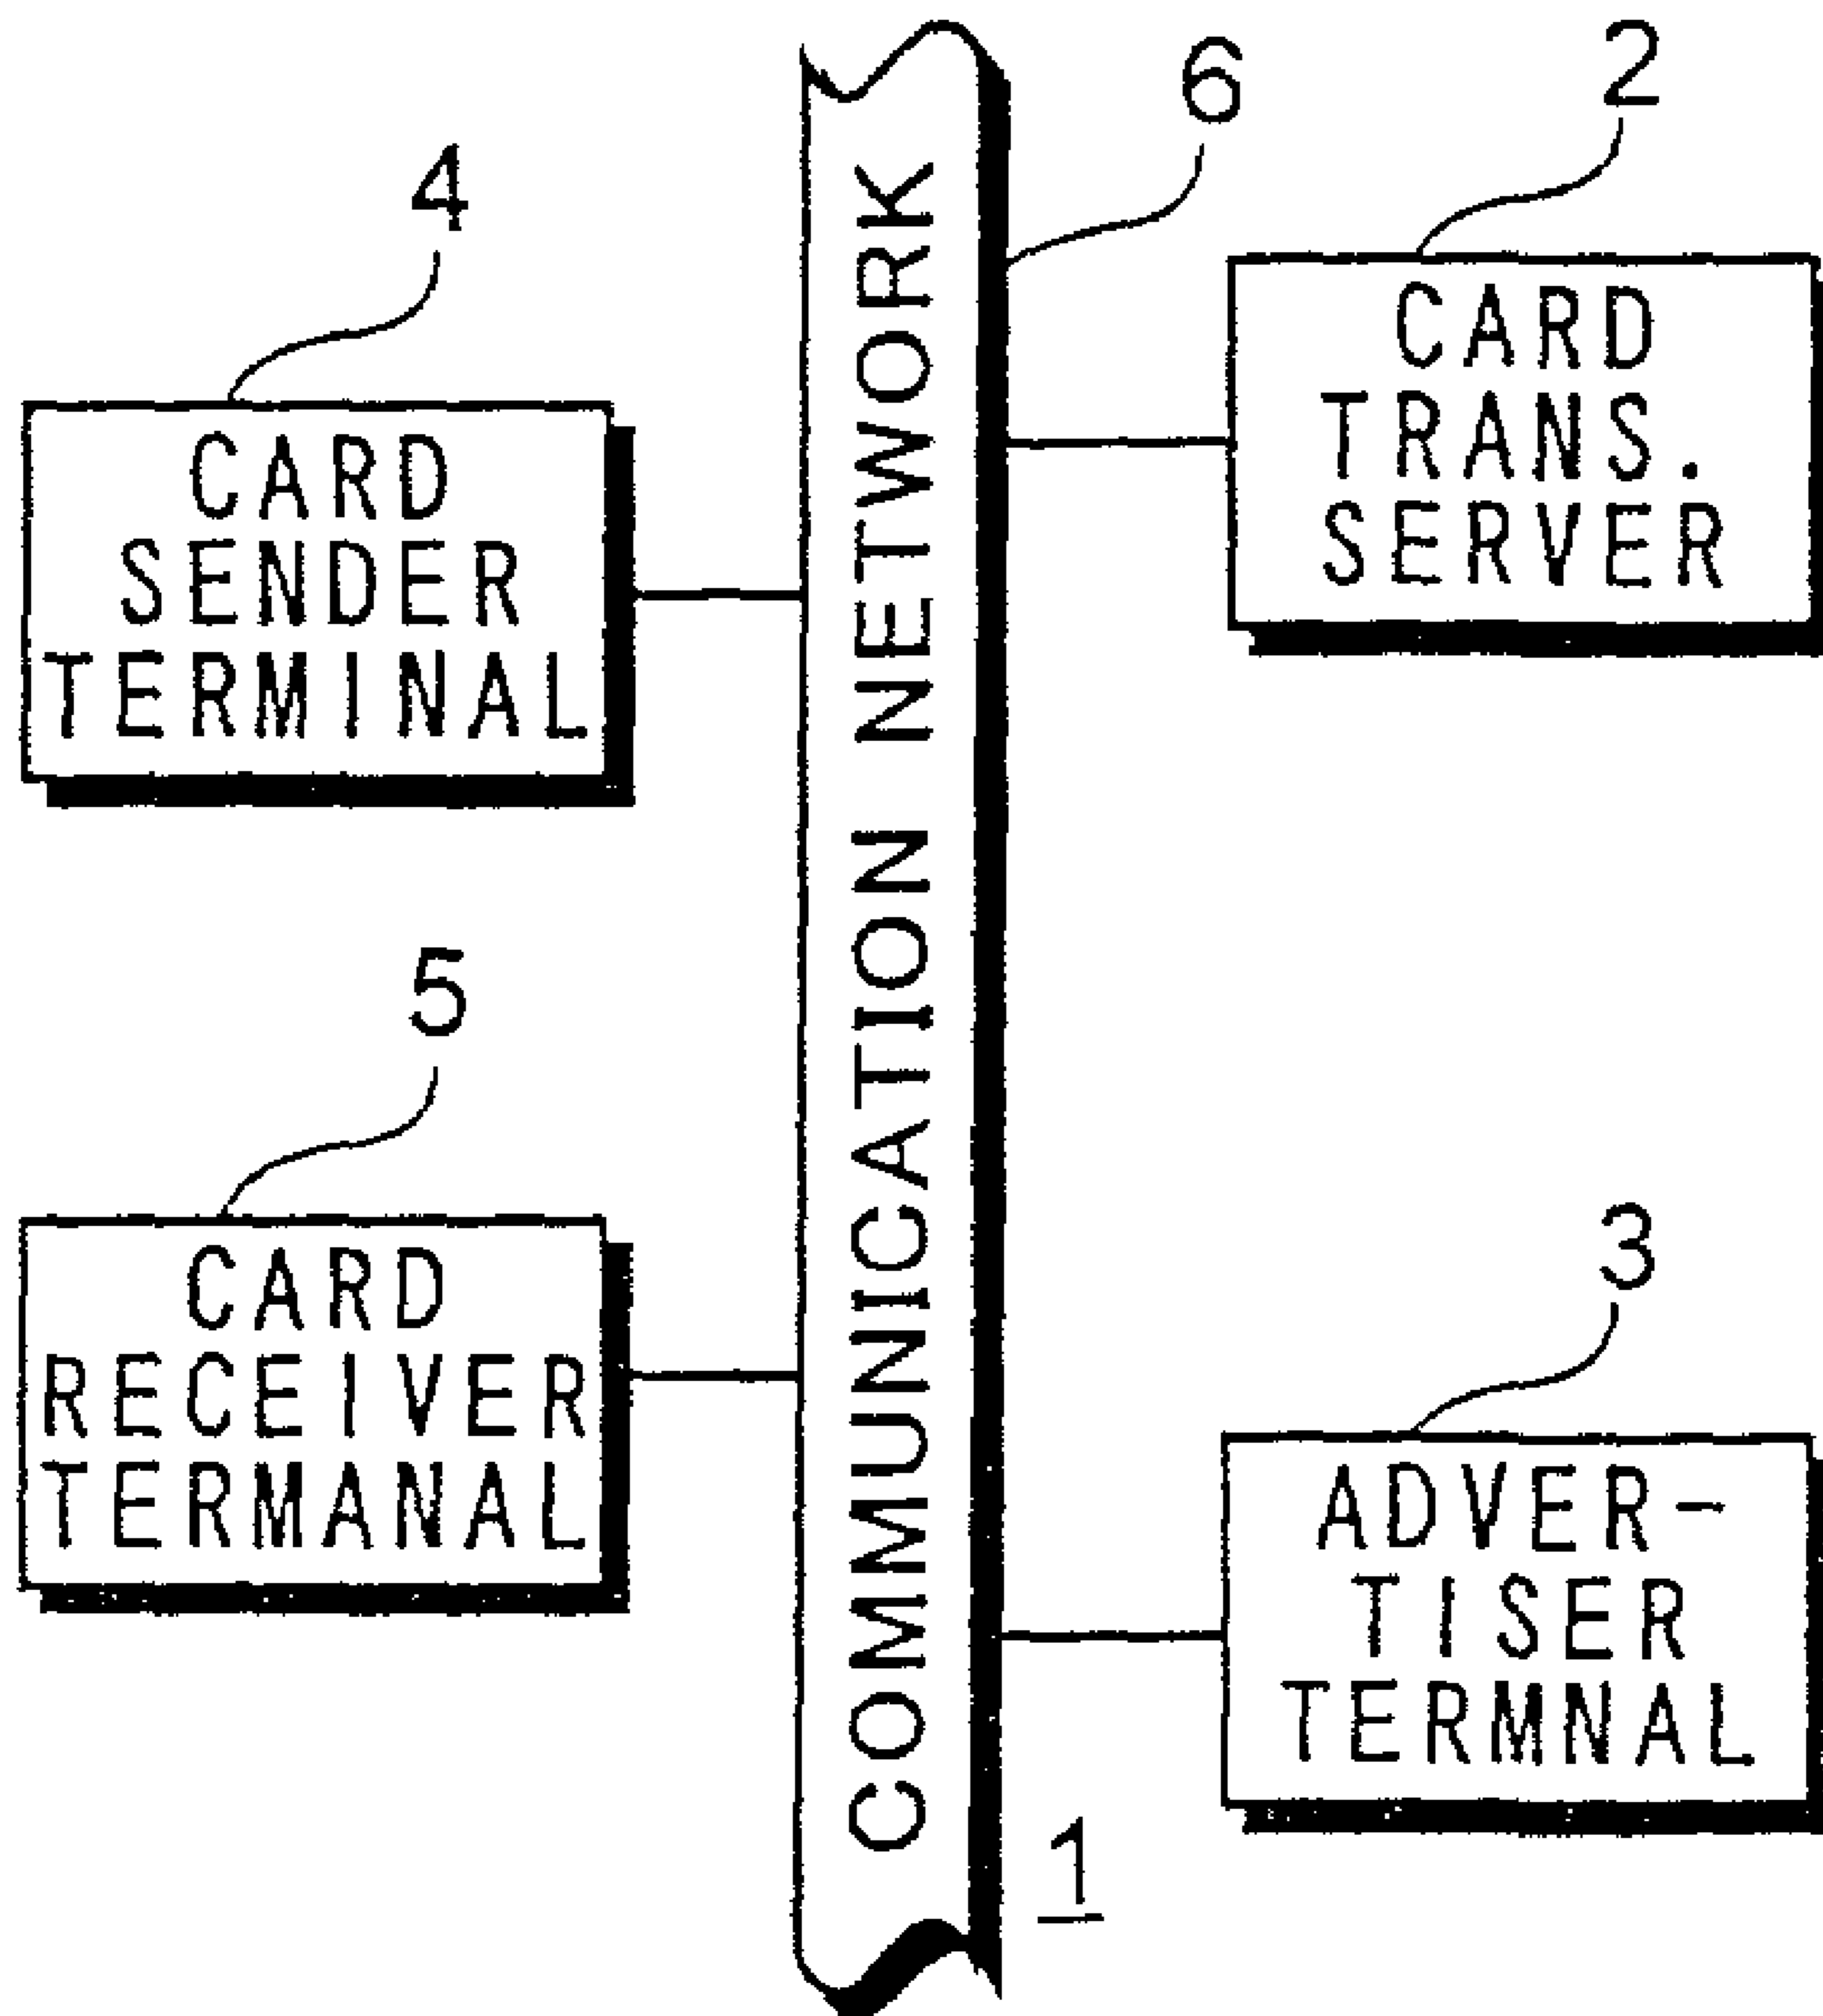 6
2
4
CARD
TRANS.
SERVER
CARD
SENDER
TERMINAL
COMMUNICATION NETWORK
5
CARD
RECEIVER
TERMANAL
3
ADVER-
TISER
TERMNAL
1